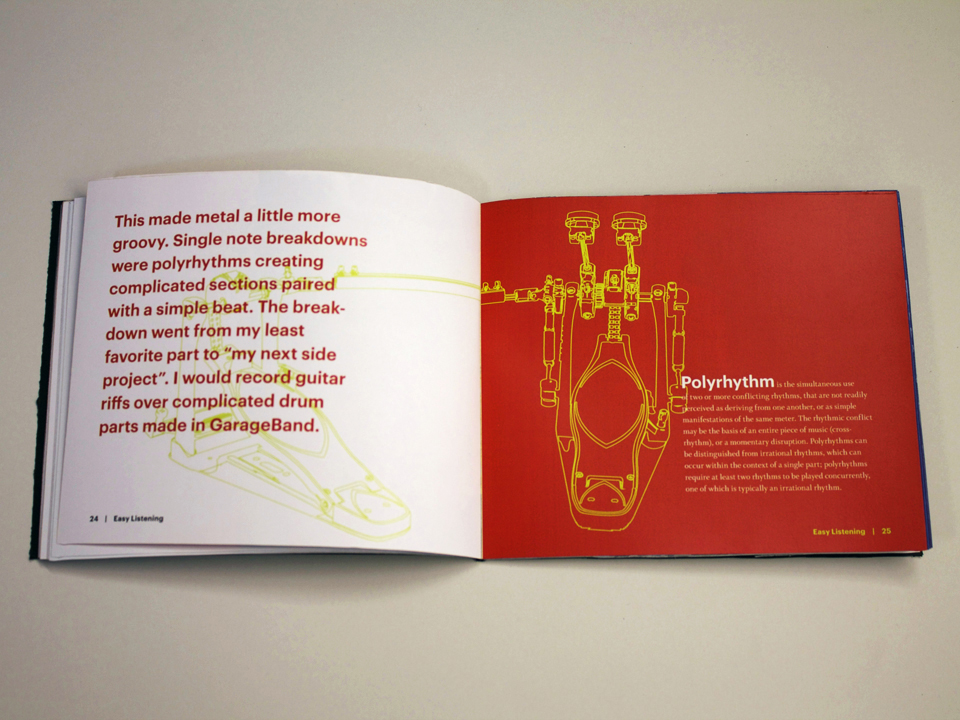 This made metal a little more
groovy. Single note breakdowns
were polyrhythms creating
complicated sections paired
with a simple beat. The break-
down went from my least
favorite part to “my next side
project”. I would record guitar
riffs over complicated drum
parts made in GarageBand.
24 | Easy Listening
Polyrhythm is the simultaneous use
of two or more conflicting rhythms, that are not readily
perceived as deriving from one another, or as simple
manifestations of the same meter. The rhythmic conflict
may be the basis of an entire piece of music (cross-
rhythm), or a momentary disruption. Polyrhythms can
be distinguished from irrational rhythms, which can
occur within the context of a single part; polyrhythms
require at least two rhythms to be played concurrently,
one of which is typically an irrational rhythm.
Easy Listening | 25